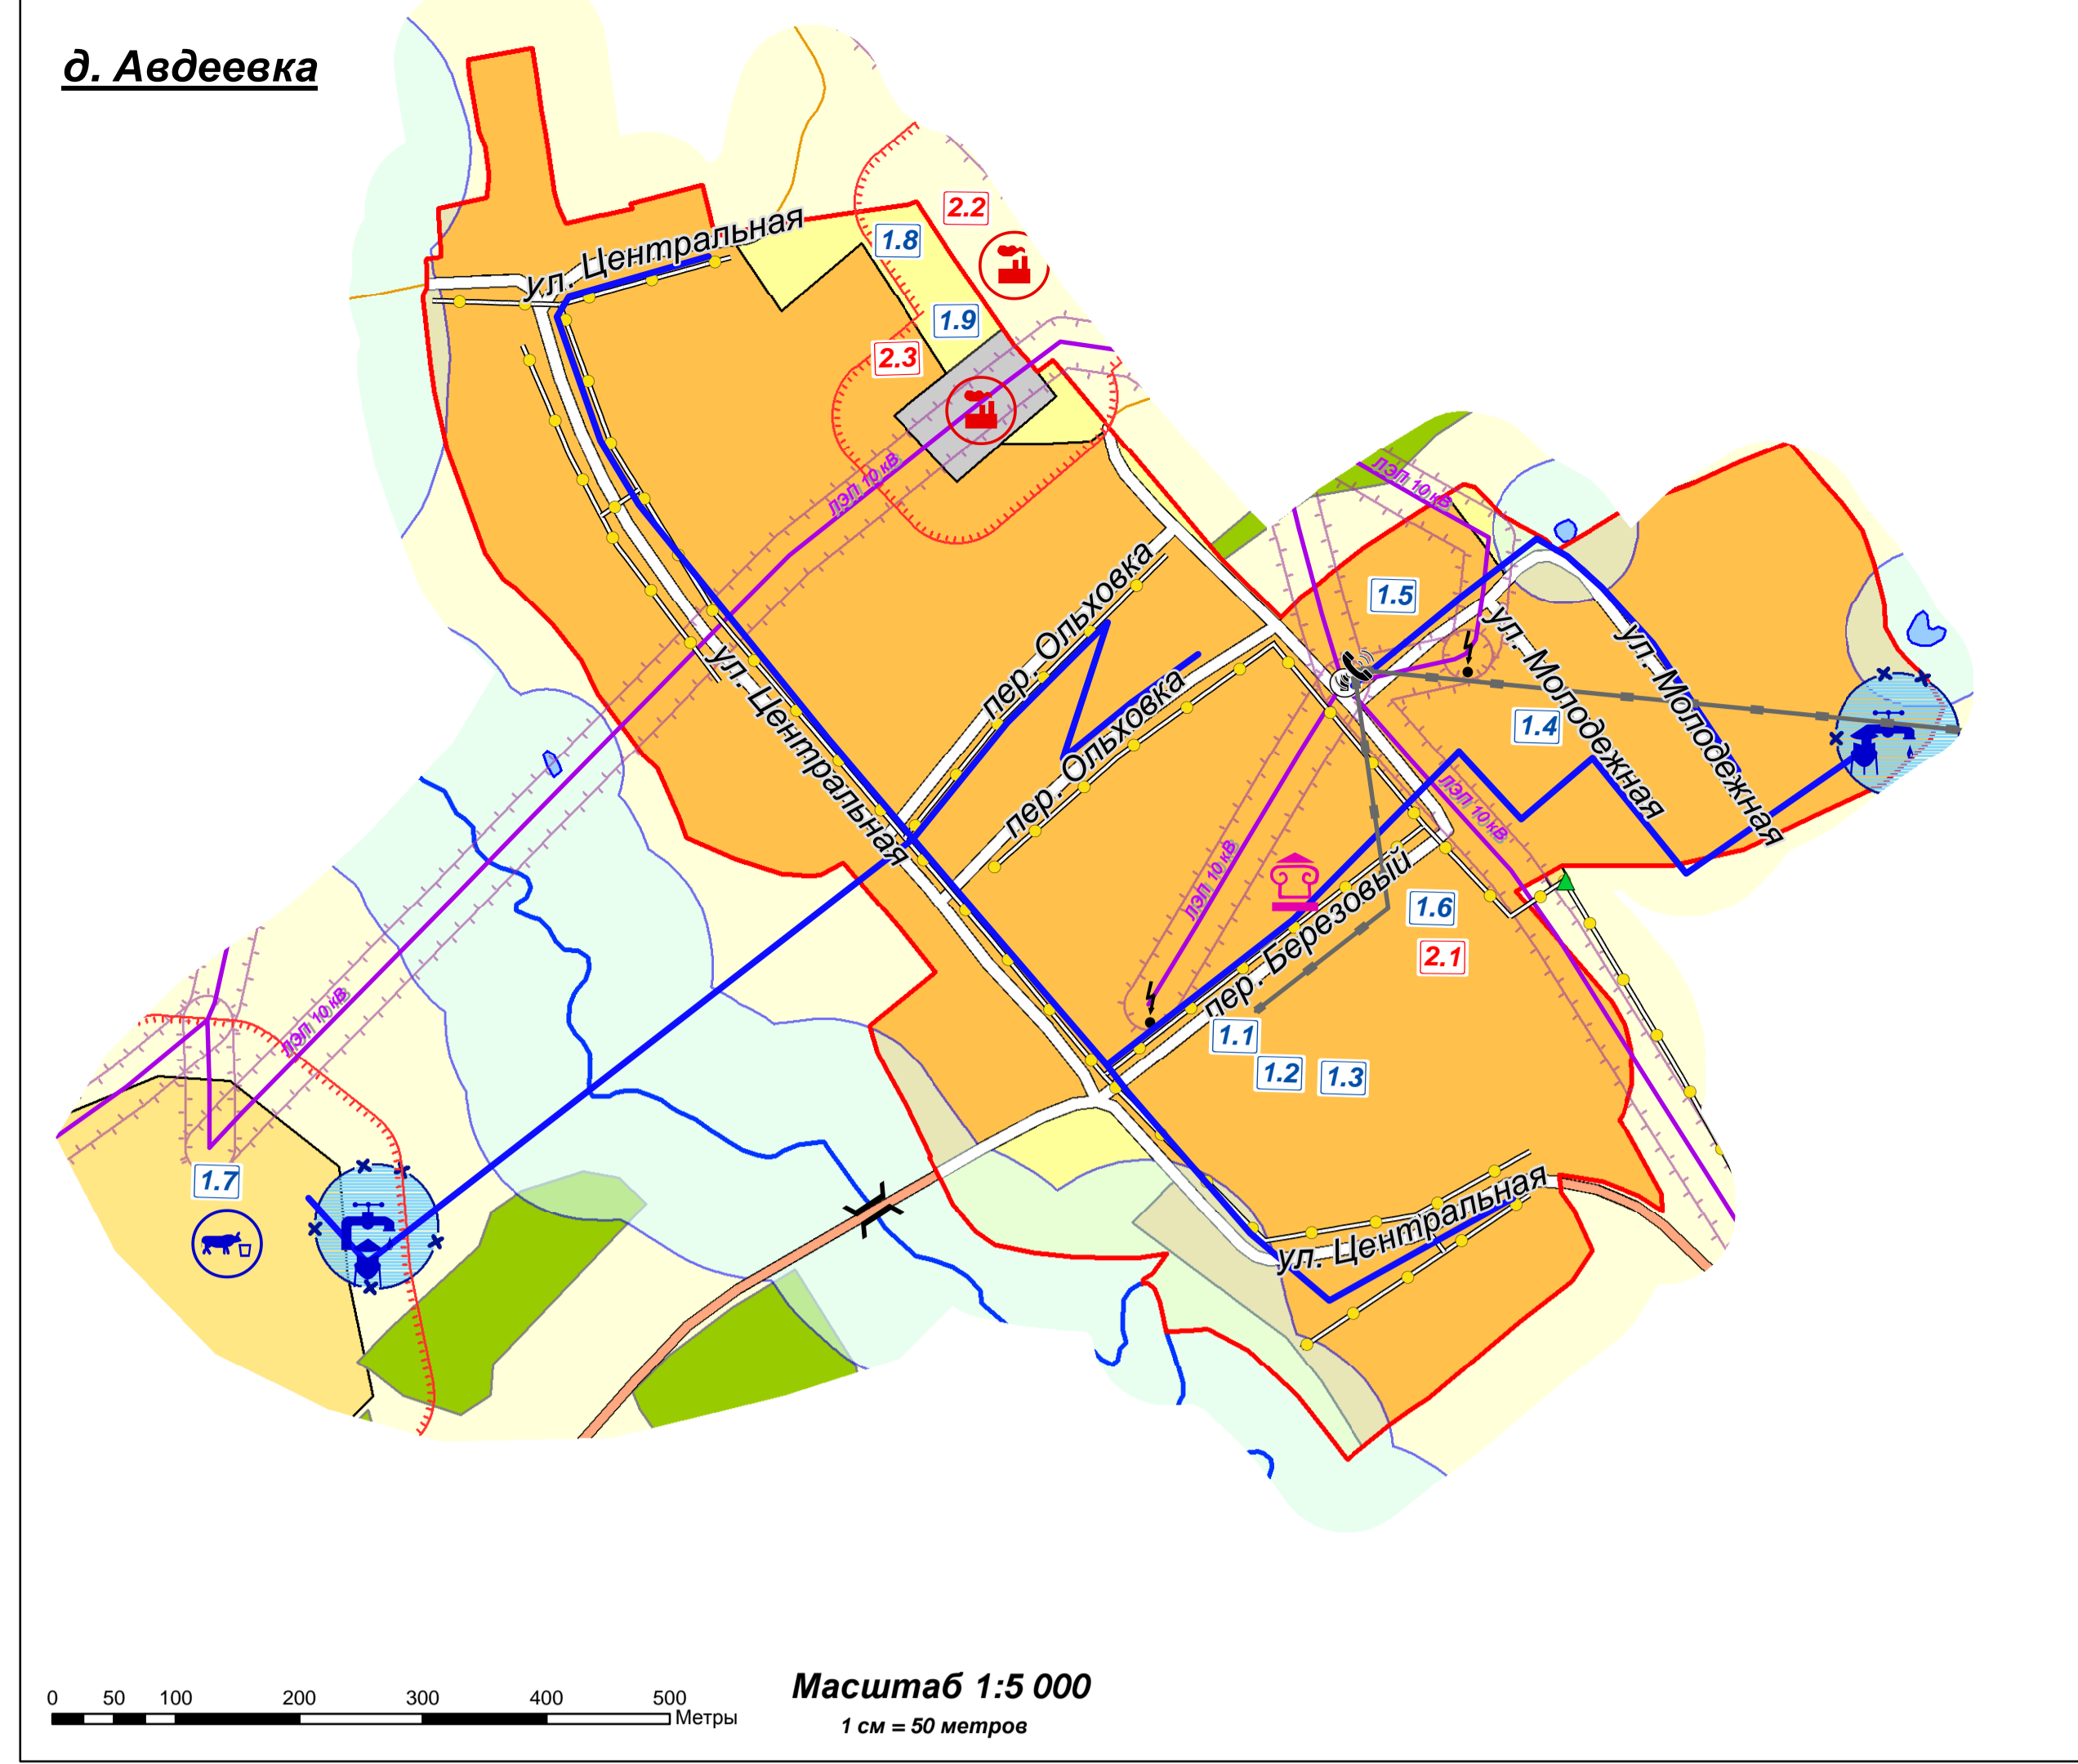 д. Авдеевка
2.2
ул. Центральная
1.8
1.9
2.3
ЛЭП 10 кВ
ЛЭП 10 кВ
пер. Ольховка
1.5
ул. Молодежная
ул. Молодежная
ул. Центральная
пер. Ольховка
1.4
ЛЭП 10 кВ
ЛЭП 10 кВ
пер. Березовый
1.6
2.1
ЛЭП 10 кВ
1.1
1.2
1.3
1.7
ул. Центральная
0 50 100 200 300 400 500
Метры
Масштаб 1:5 000
1 см = 50 метров